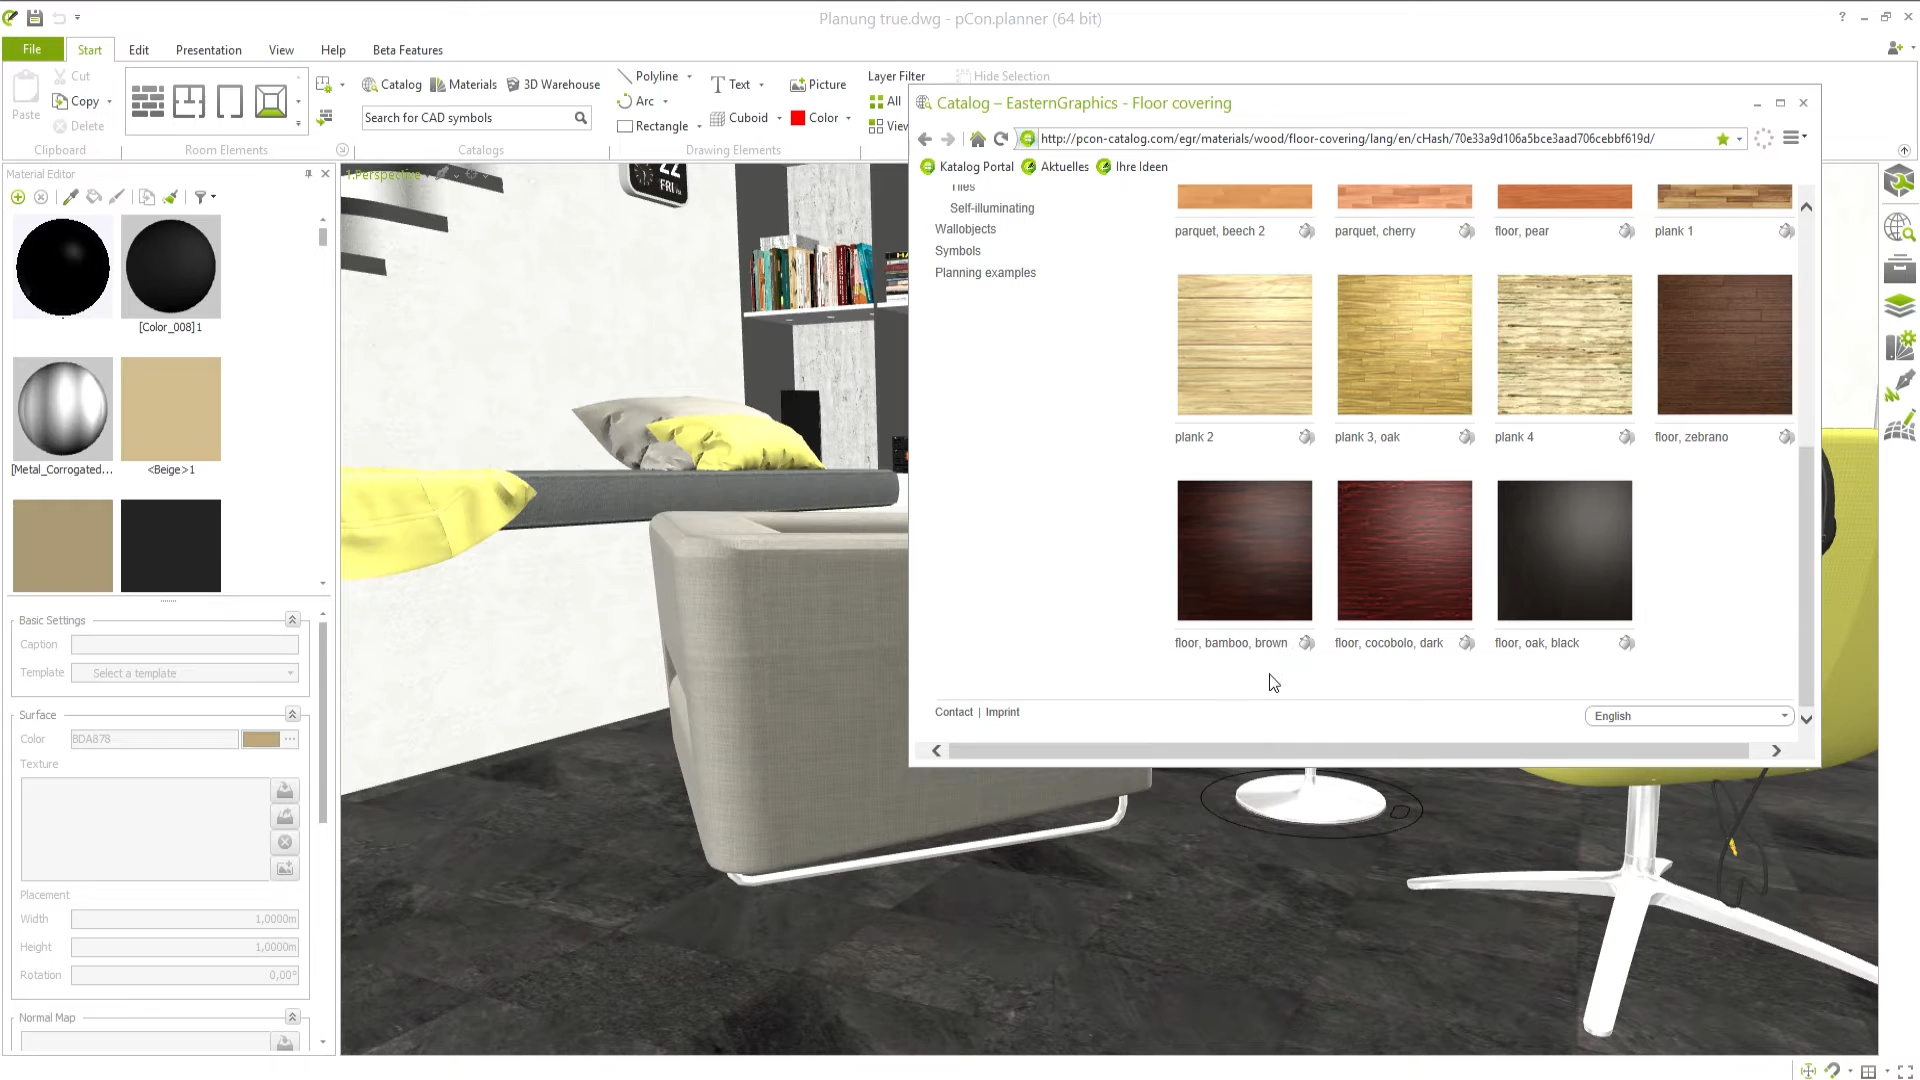 Planung true.dwg - pCon.planner (64 bit)
File
Start
Edit
Presentation
View
Help
Beta Features
Paste
Cut
Copy
Delete
Clipboard
Room Elements
Catalog
Materials
3D Warehouse
Search for CAD symbols
Catalogs
Polyline
Arc
Rectangle
Text
Cuboid
Picture
Color
Drawing Elements
Layer Filter
All
View
Hide Selection
Material Editor
[Color_008]1
[Metal_Corrogated...
<Beige>1
Basic Settings
Caption
Template
Select a template
Surface
Color
BDA878
Texture
Placement
Width
1,0000m
Height
1,0000m
Rotation
0,00°
Normal Map
1:Perspective
22
FRI
Catalog – EasternGraphics - Floor covering
http://pcon-catalog.com/egr/materials/wood/floor-covering/lang/en/cHash/70e33a9d106a5bce3aad706cebbf619d/
Katalog Portal
Aktuelles
Ihre Ideen
Tiles
Self-illuminating
Wallobjects
Symbols
Planning examples
parquet, beech 2
parquet, cherry
floor, pear
plank 1
plank 2
plank 3, oak
plank 4
floor, zebrano
floor, bamboo, brown
floor, cocobolo, dark
floor, oak, black
Contact | Imprint
English